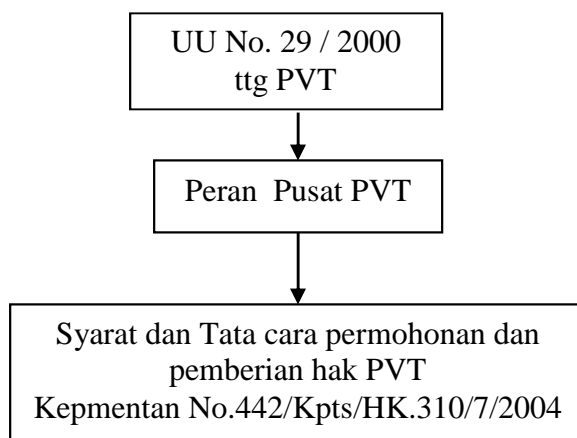 UU No. 29 / 2000
ttg PVT
Peran Pusat PVT
Syarat dan Tata cara permohonan dan
pemberian hak PVT
Kepmentan No.442/Kpts/HK.310/7/2004